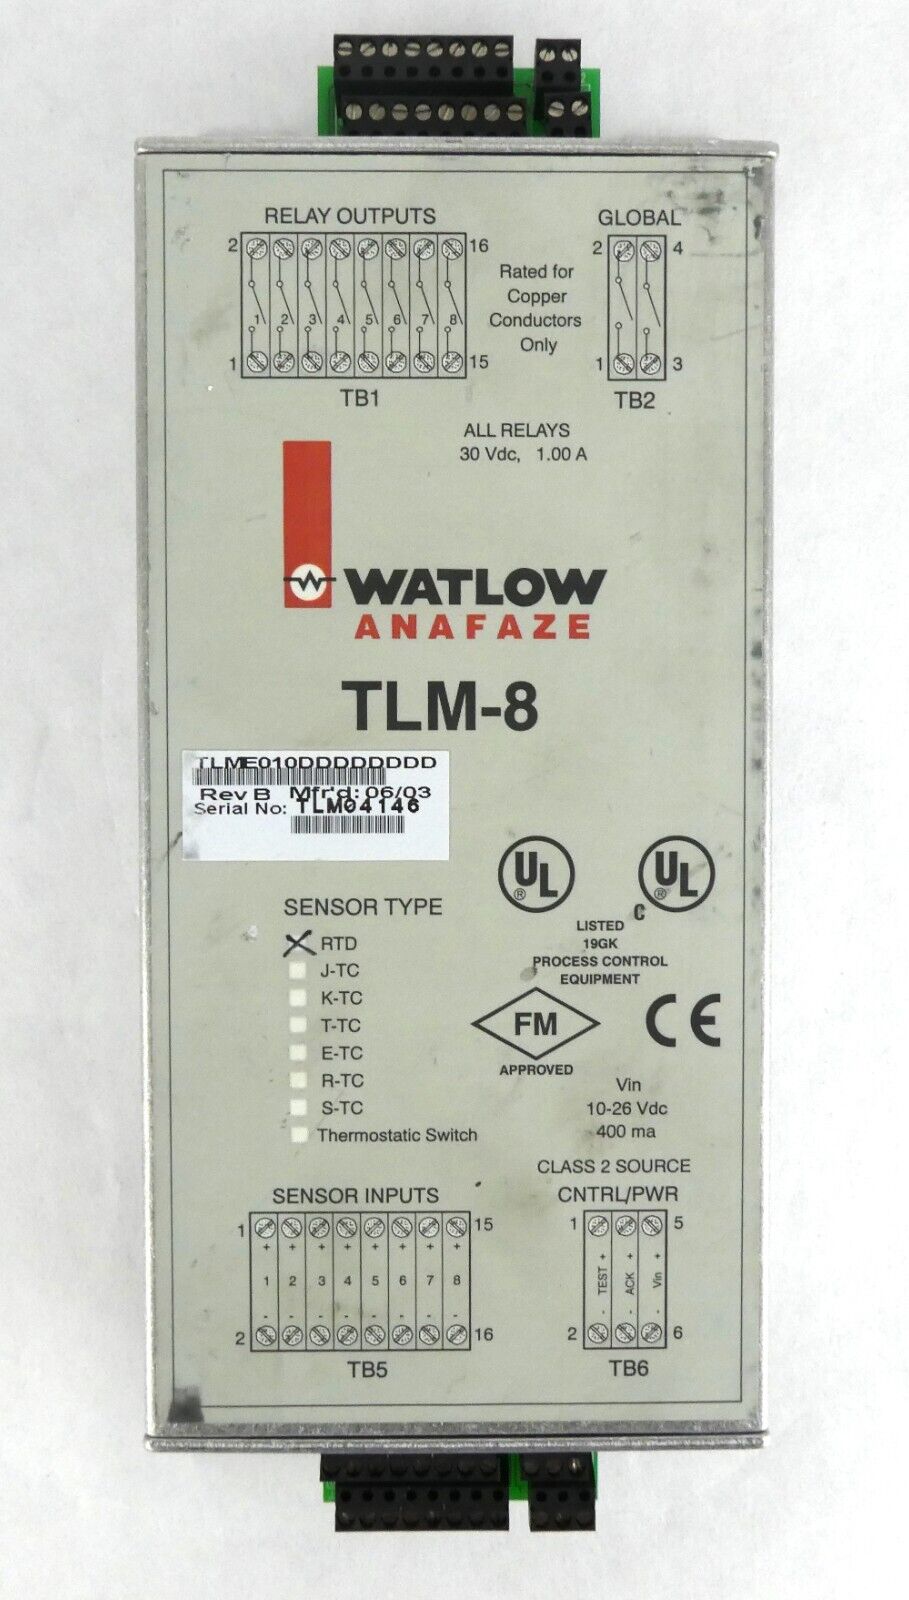 RELAY OUTPUTS
2 16
1 2 3 4 5 6 7 8
1 15
TB1
Rated for
Copper
Conductors
Only
GLOBAL
2 4
1 3
TB2
ALL RELAYS
30 Vdc, 1.00 A
WATLOW
ANAFAZE
TLM-8
TLME010DDDDDDDD
Rev B Mfr'd: 06/03
Serial No: TLM04146
UL ® UL ®
C
LISTED
19GK
PROCESS CONTROL
EQUIPMENT
FM
APPROVED
CE
SENSOR TYPE
RTD
J-TC
K-TC
T-TC
E-TC
R-TC
S-TC
Thermostatic Switch
Vin
10-26 Vdc
400 ma
CLASS 2 SOURCE
SENSOR INPUTS
1 15
+ + + + + + + +
1 2 3 4 5 6 7 8
- - - - - - - -
2 16
TB5
CNTRL/PWR
1 5
- TEST +
- ACK +
- Vin +
2 6
TB6